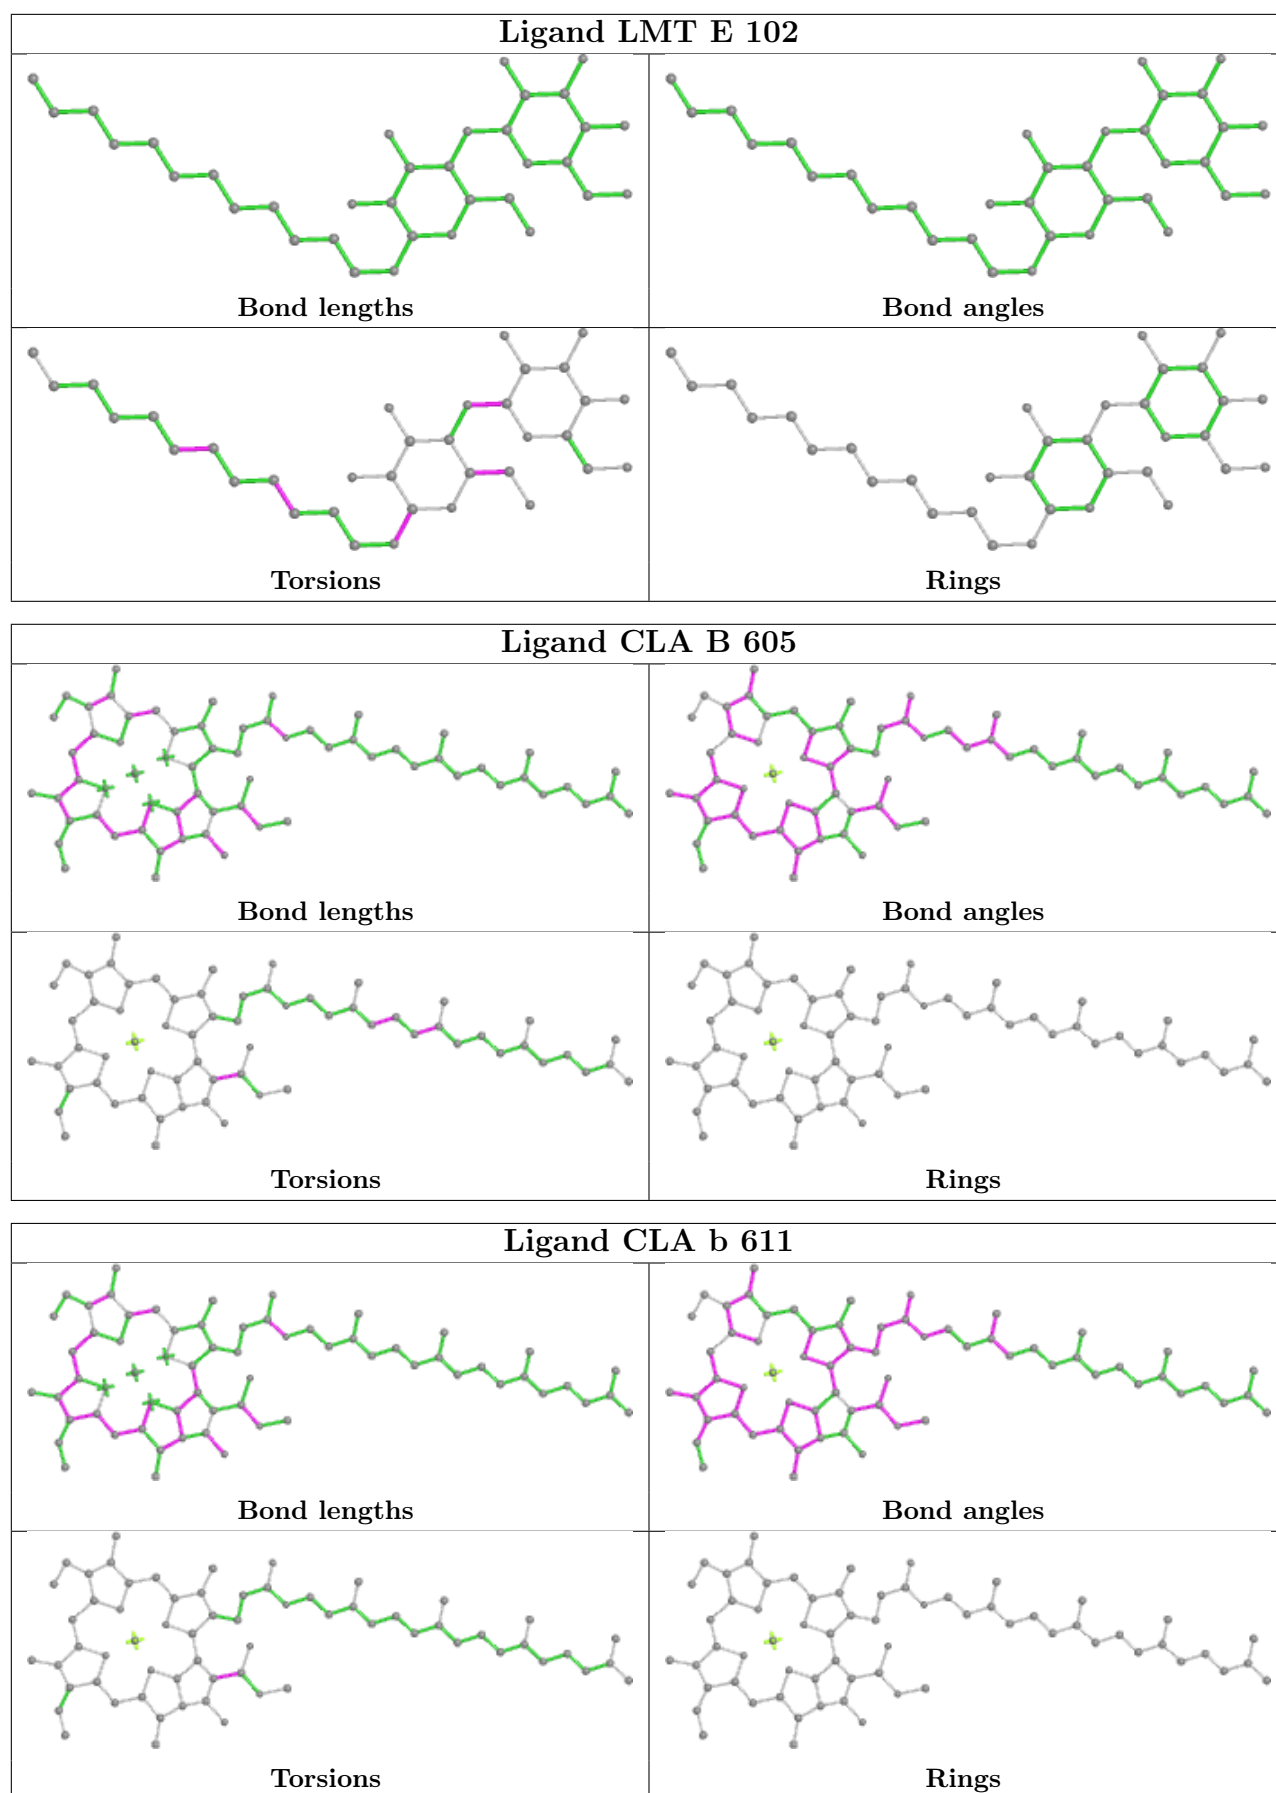 Ligand LMT E 102
Bond lengths
Bond angles
Torsions
Rings
Ligand CLA B 605
Bond lengths
Bond angles
Torsions
Rings
Ligand CLA b 611
Bond lengths
Bond angles
Torsions
Rings